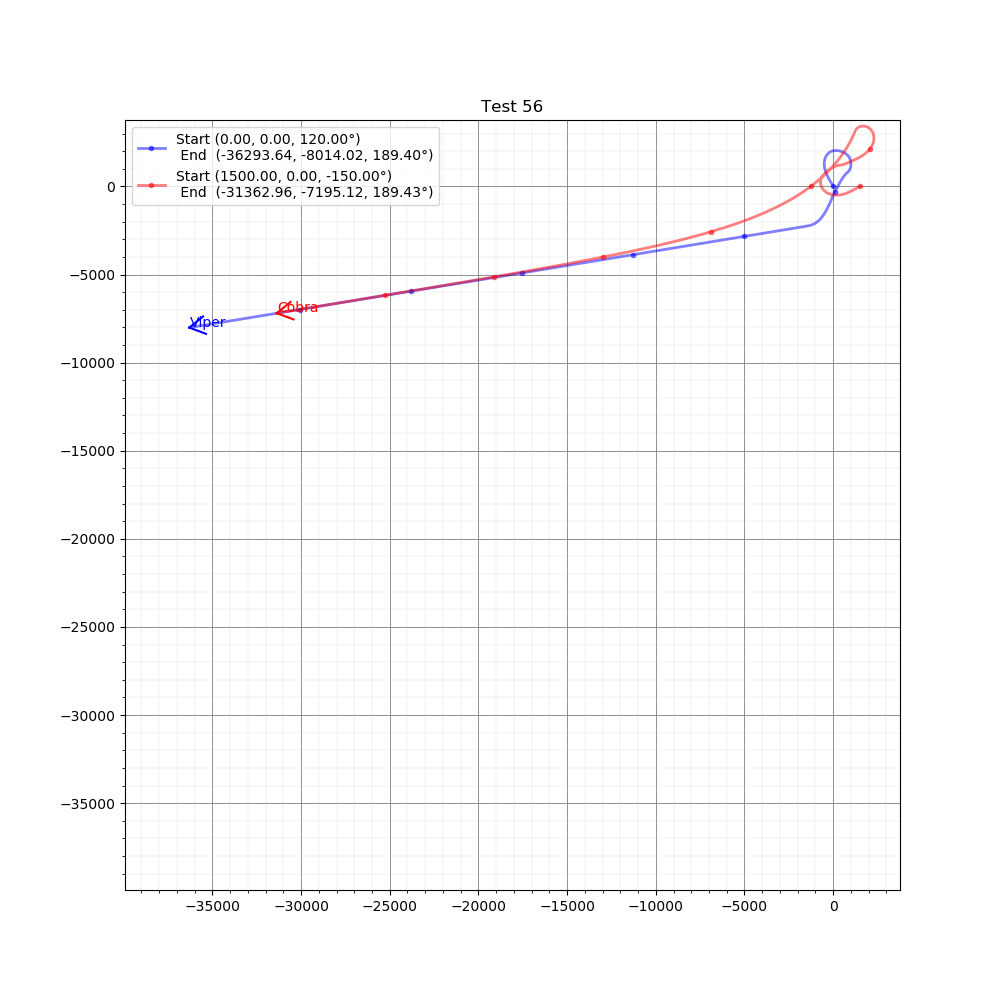 Test 56
Start (0.00, 0.00, 120.00°)
End (-36293.64, -8014.02, 189.40°)
Start (1500.00, 0.00, -150.00°)
End (-31362.96, -7195.12, 189.43°)
0
−5000
−10000
−15000
−20000
−25000
−30000
−35000
Cobra
Viper
−35000 −30000 −25000 −20000 −15000 −10000 −5000 0